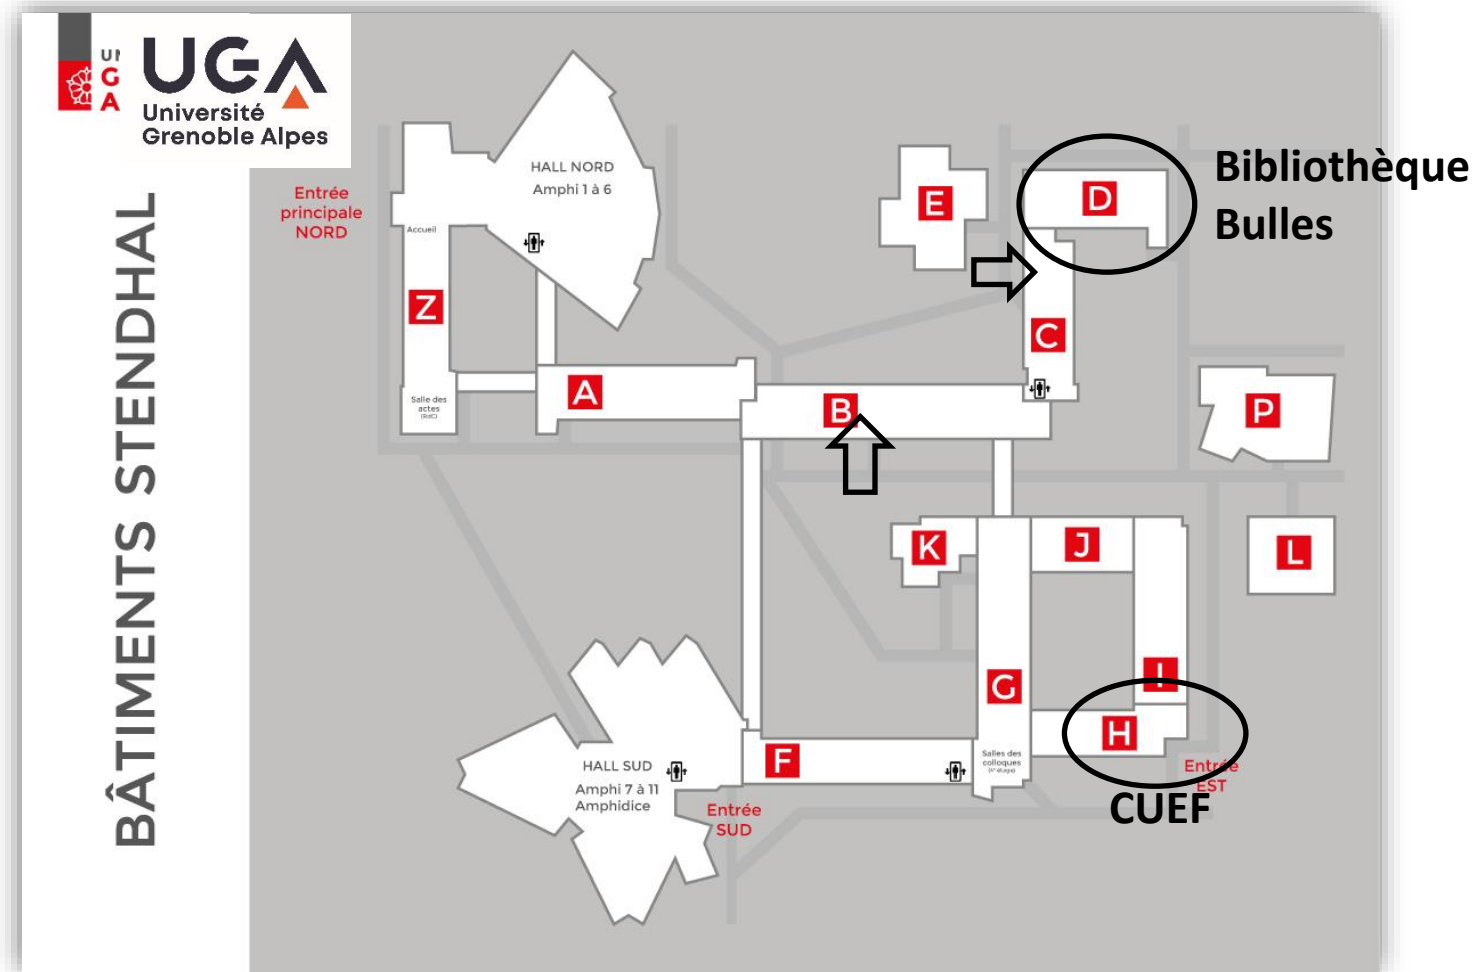 UGA
Université
Grenoble Alpes
G
A
BÂTIMENTS STENDHAL
Entrée
principale
NORD
HALL NORD
Amphi 1 à 6
Accueil
Z
Salle des
actes
(RdC)
A
B
C
D
E
Bibliothèque
Bulles
P
K
J
L
G
I
H
Salles des
colloques
Entrée
EST
CUEF
F
HALL SUD
Amphi 7 à 11
Amphidice
Entrée
SUD